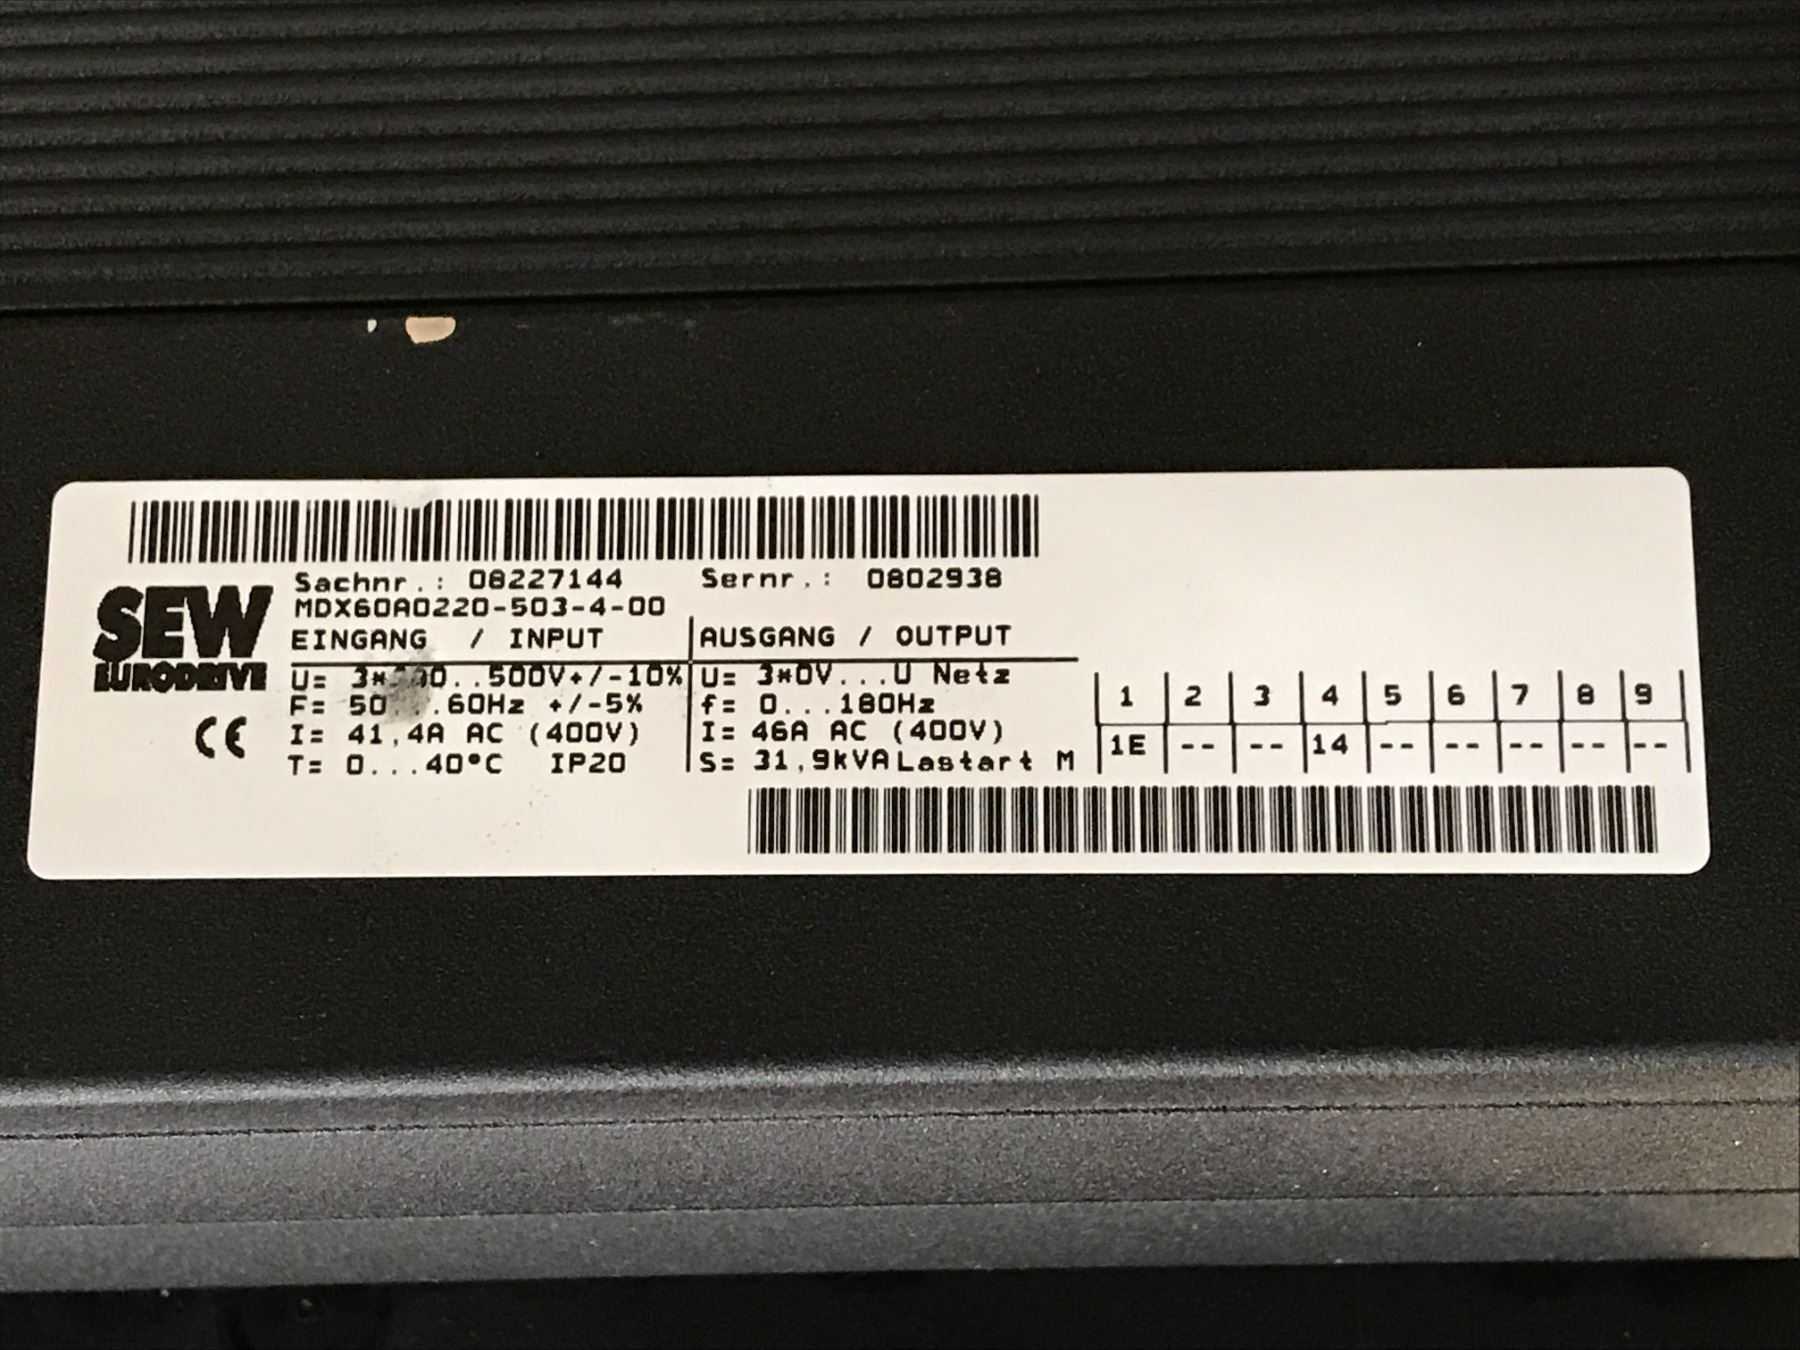 Sachnr.: 08227144 Sernr.: 0802938
MDX60A0220-503-4-00
SEW
EURODRIVE
EINGANG / INPUT
U= 500V+/-10%
F= 50...60Hz +/-5%
I= 41,4A AC (400V)
T= 0...40°C IP20
CE
AUSGANG / OUTPUT
U= 3*0V...U Netz
f= 0...180Hz
I= 46A AC (400V)
S= 31,9kVA Lastart M
1 2 3 4 5 6 7 8 9
1E -- -- 14 -- -- -- -- --